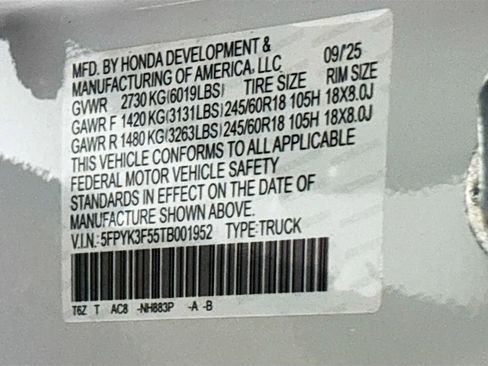 MFD. BY HONDA DEVELOPMENT & 09/'25
MANUFACTURING OF AMERICA, LLC
GVWR 2730 KG(6019LBS) TIRE SIZE RIM SIZE
GAWR F 1420 KG(3131LBS) 245/60R18 105H 18X8.0J
GAWR R 1480 KG(3263LBS) 245/60R18 105H 18X8.0J
THIS VEHICLE CONFORMS TO ALL APPLICABLE
FEDERAL MOTOR VEHICLE SAFETY
STANDARDS IN EFFECT ON THE DATE OF
MANUFACTURE SHOWN ABOVE.
V.I.N.: 5FPYK3F55TB001952 TYPE:TRUCK
T6Z T AC8 -NH883P -A -B